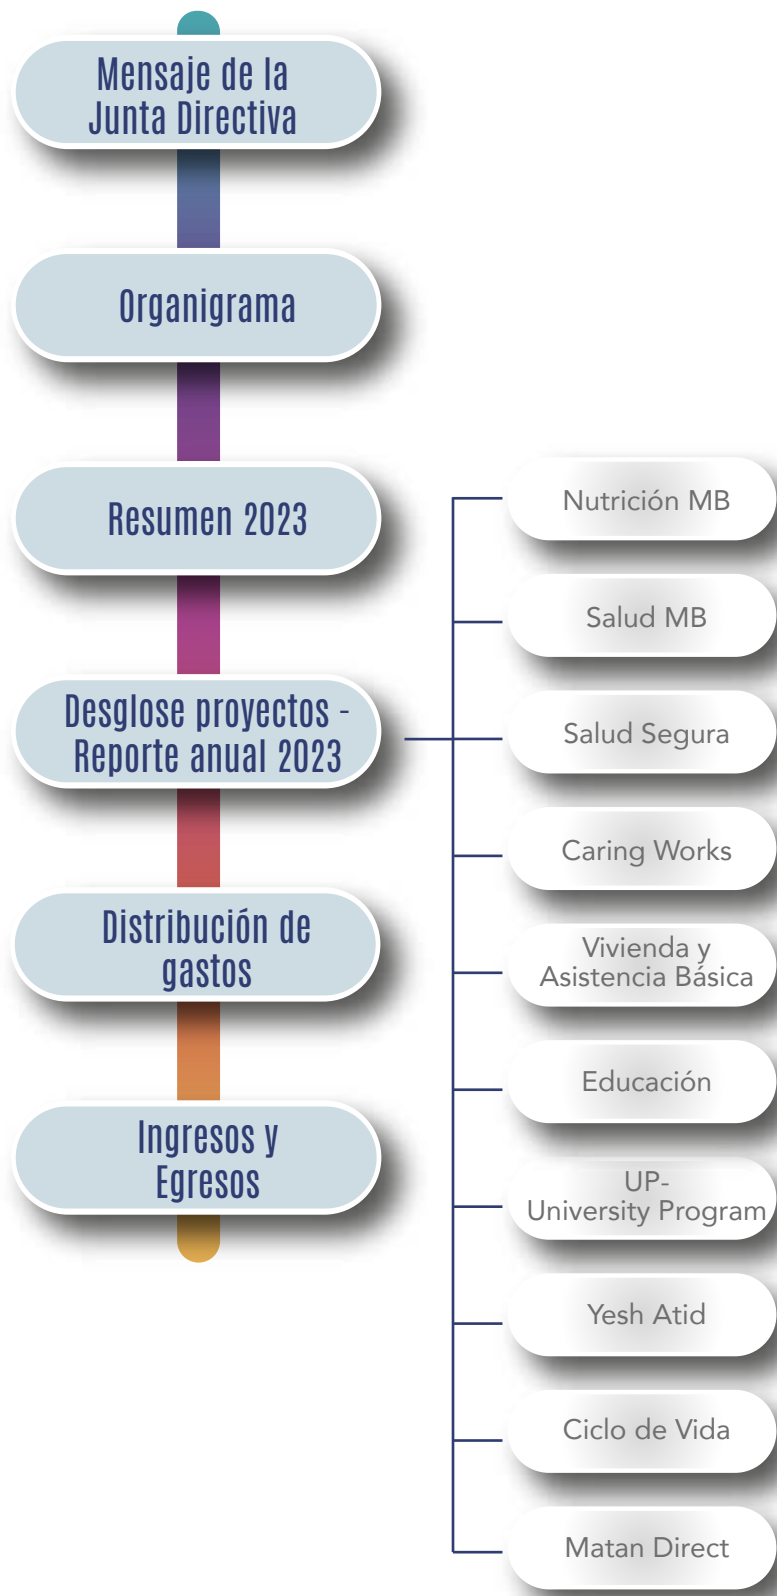 Mensaje de la
Junta Directiva
Organigrama
Resumen 2023
Desglose proyectos -
Reporte anual 2023
Distribución de
gastos
Ingresos y
Egresos
Nutrición MB
Salud MB
Salud Segura
Caring Works
Vivienda y
Asistencia Básica
Educación
UP-
University Program
Yesh Atid
Ciclo de Vida
Matan Direct